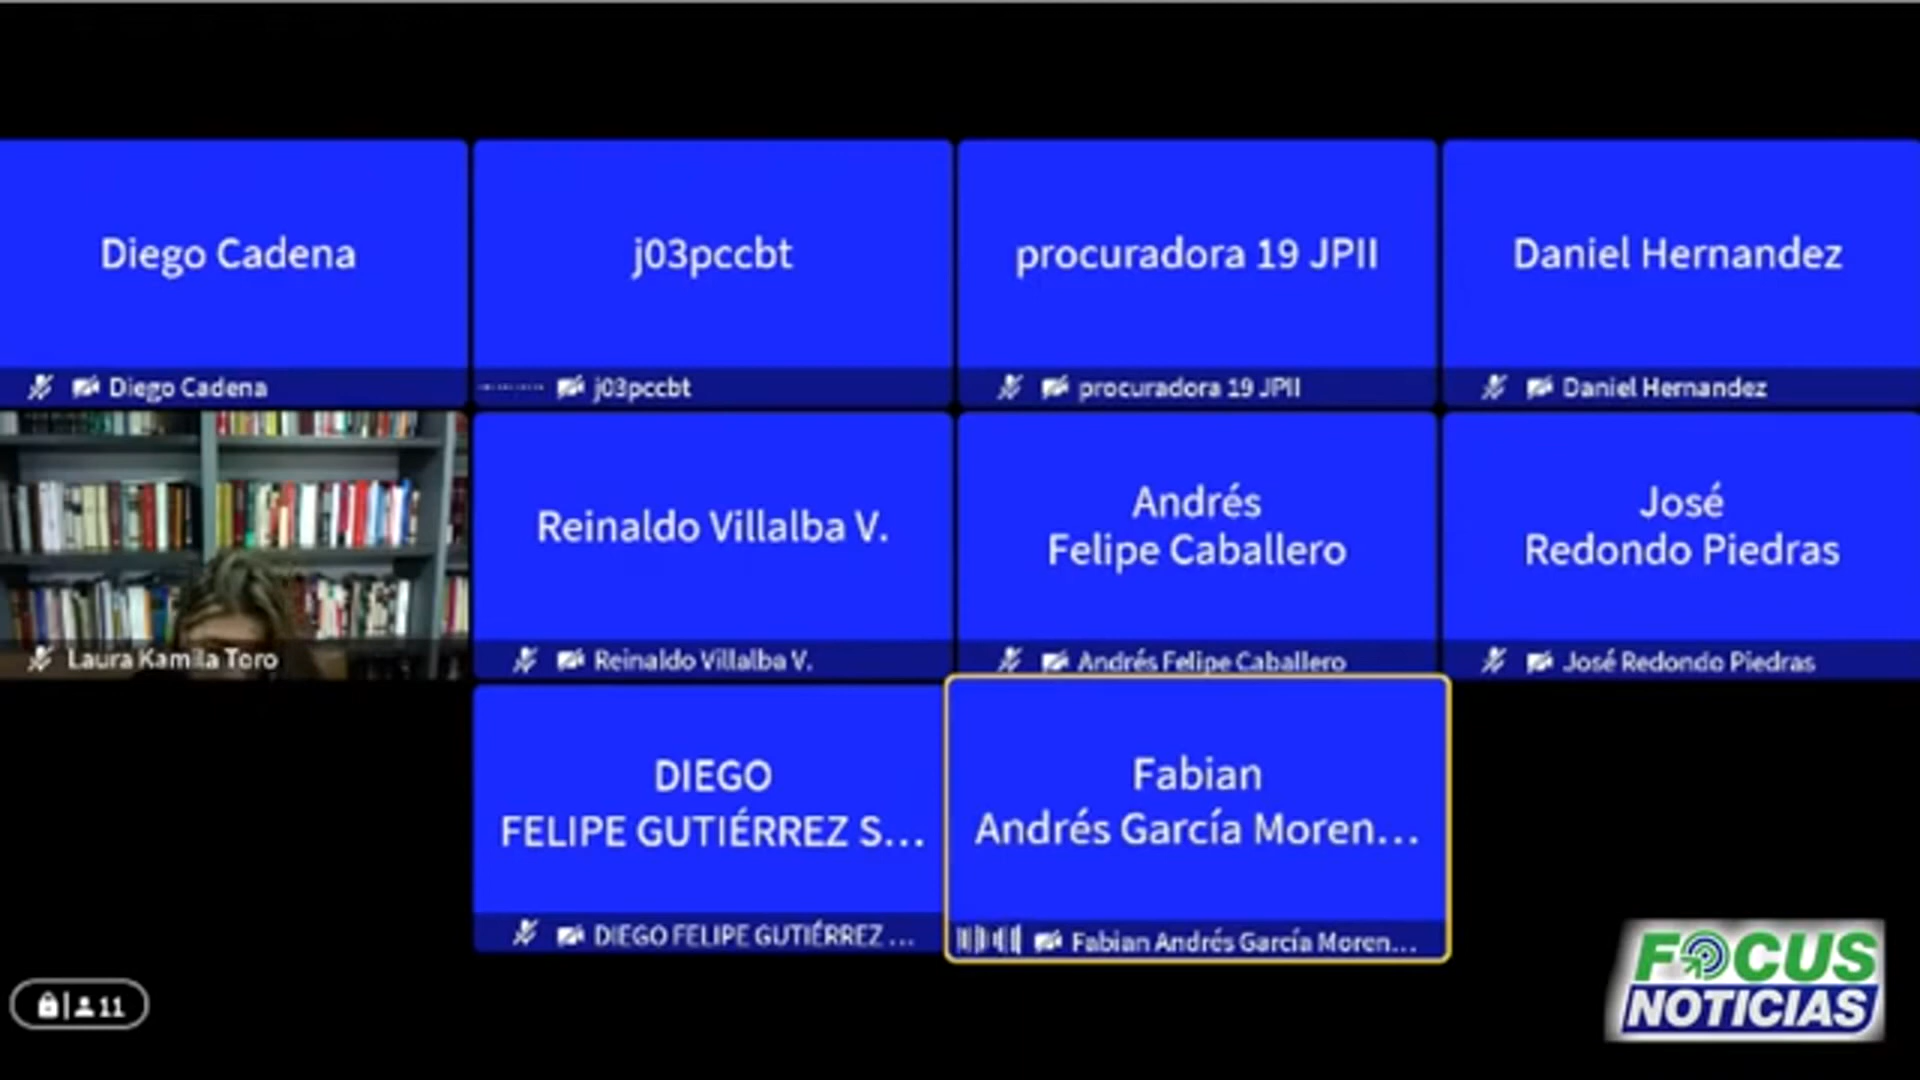 Diego Cadena
Diego Cadena
j03pccbt
j03pccbt
procuradora 19 JPII
procuradora 19 JPII
Daniel Hernandez
Daniel Hernandez
Laura Kamila Toro
Reinaldo Villalba V.
Reinaldo Villalba V.
Andrés
Felipe Caballero
Andrés Felipe Caballero
José
Redondo Piedras
José Redondo Piedras
DIEGO
FELIPE GUTIÉRREZ S...
DIEGO FELIPE GUTIÉRREZ ...
Fabian
Andrés García Moren...
Fabian Andrés García Moren...
11
FOCUS
NOTICIAS